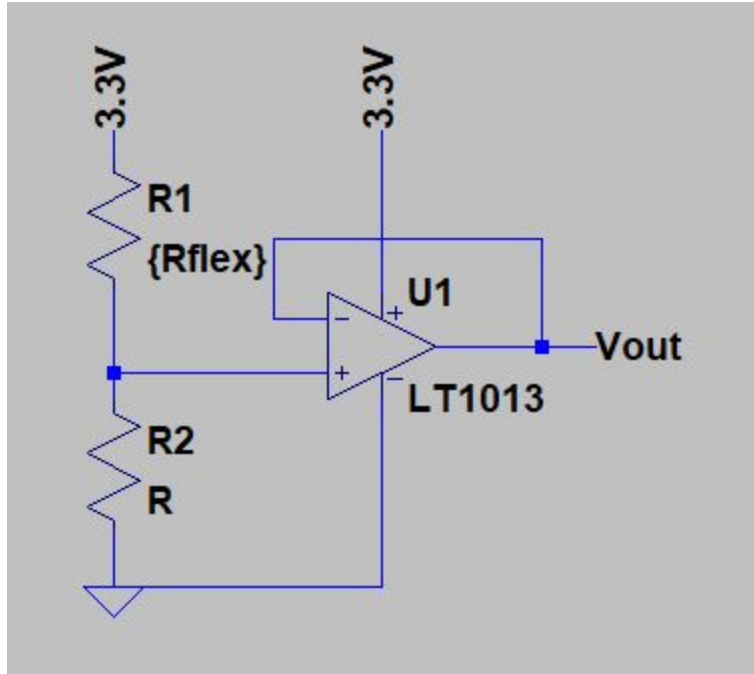 3.3V
3.3V
R1
{Rflex}
U1
+
-
+
-
LT1013
Vout
R2
R